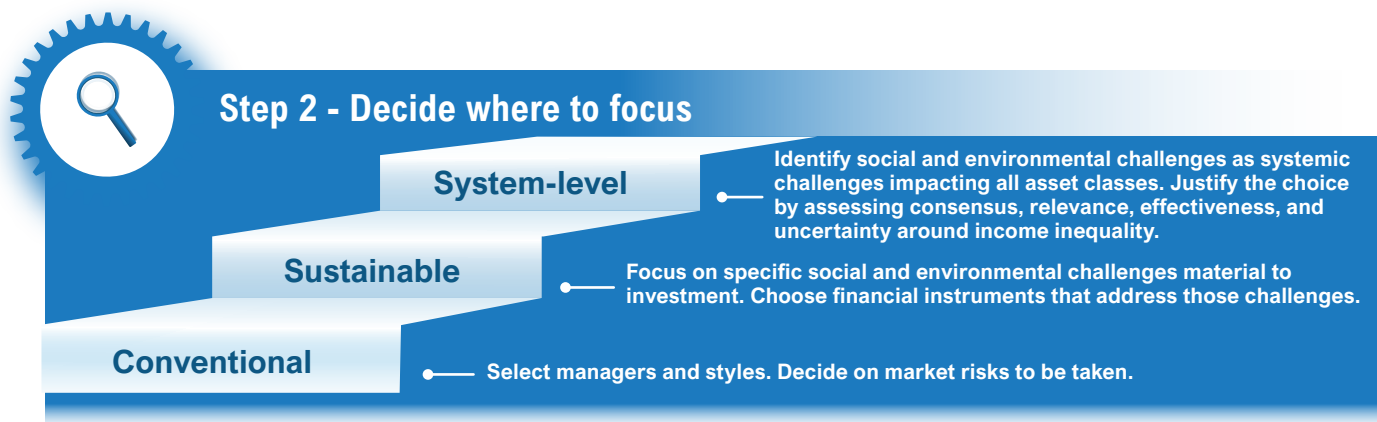 Step 2 - Decide where to focus
System-level
Identify social and environmental challenges as systemic
challenges impacting all asset classes. Justify the choice
by assessing consensus, relevance, effectiveness, and
uncertainty around income inequality.
Sustainable
Focus on specific social and environmental challenges material to
investment. Choose financial instruments that address those challenges.
Conventional
Select managers and styles. Decide on market risks to be taken.